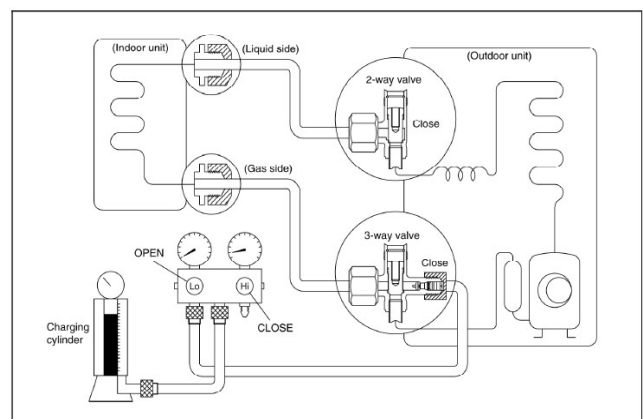 (Indoor unit)
(Liquid side)
2-way valve
(Outdoor unit)
Close
(Gas side)
3-way valve
Close
OPEN
Lo
Hi
CLOSE
Charging
cylinder